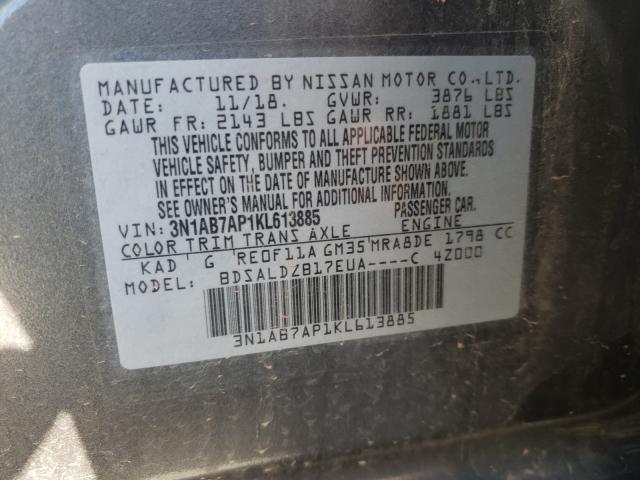 MANUFACTURED BY NISSAN MOTOR CO., LTD.
DATE: 11/18. GVWR: 3876 LBS
GAWR FR: 2143 LBS GAWR RR: 1881 LBS
THIS VEHICLE CONFORMS TO ALL APPLICABLE FEDERAL MOTOR
VEHICLE SAFETY, BUMPER AND THEFT PREVENTION STANDARDS
IN EFFECT ON THE DATE OF MANUFACTURE SHOWN ABOVE.
SEE OWNER'S MANUAL FOR ADDITIONAL INFORMATION.
VIN: 3N1AB7AP1KL613885 PASSENGER CAR.
COLOR TRIM TRANS AXLE ENGINE
KAD G RE0F11A GM35 MRA8DE 1798 CC
BDSALDZB17EUA----C 4Z000
3N1AB7AP1KL613885